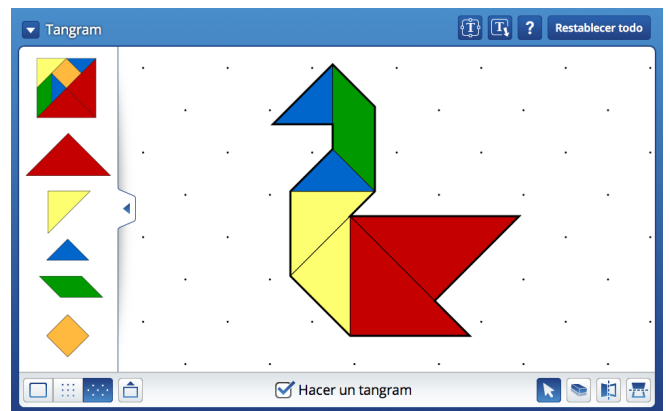 Tangram
T
T
?
Restablecer todo
Hacer un tangram